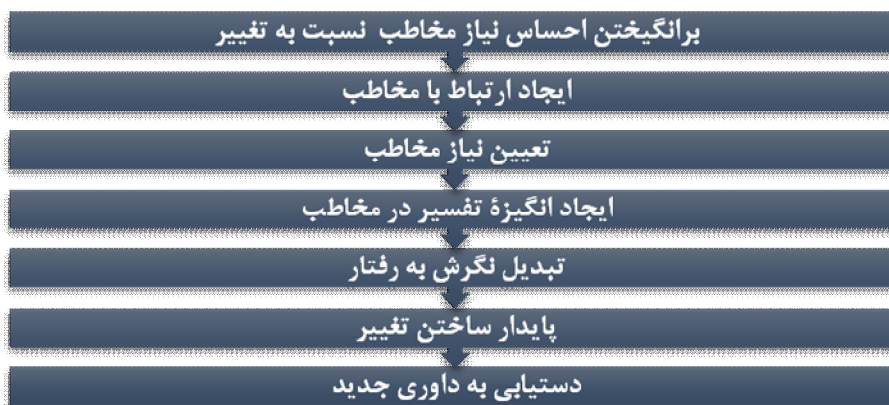 برانگیختن احساس نیاز مخاطب نسبت به تغییر
ایجاد ارتباط با مخاطب
تعیین نیاز مخاطب
ایجاد انگیزهٔ تفسیر در مخاطب
تبدیل نگرش به رفتار
پایدار ساختن تغییر
دستیابی به داوری جدید